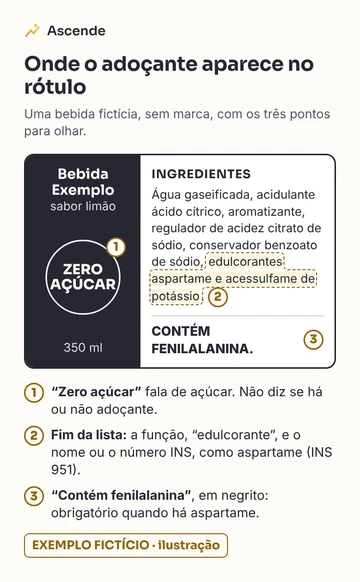 Ascende
Onde o adoçante aparece no
rótulo
Uma bebida fictícia, sem marca, com os três pontos
para olhar.
Bebida
Exemplo
sabor limão
1
ZERO
AÇÚCAR
350 ml
INGREDIENTES
Água gaseificada, acidulante
ácido cítrico, aromatizante,
regulador de acidez citrato de
sódio, conservador benzoato
de sódio, edulcorantes
aspartame e acessulfame de
potássio 2
CONTÉM
FENILALANINA.
3
1 “Zero açúcar” fala de açúcar. Não diz se há
ou não adoçante.
2 Fim da lista: a função, “edulcorante”, e o
nome ou o número INS, como aspartame (INS
951).
3 “Contém fenilalanina”, em negrito:
obrigatório quando há aspartame.
EXEMPLO FICTÍCIO · ilustração